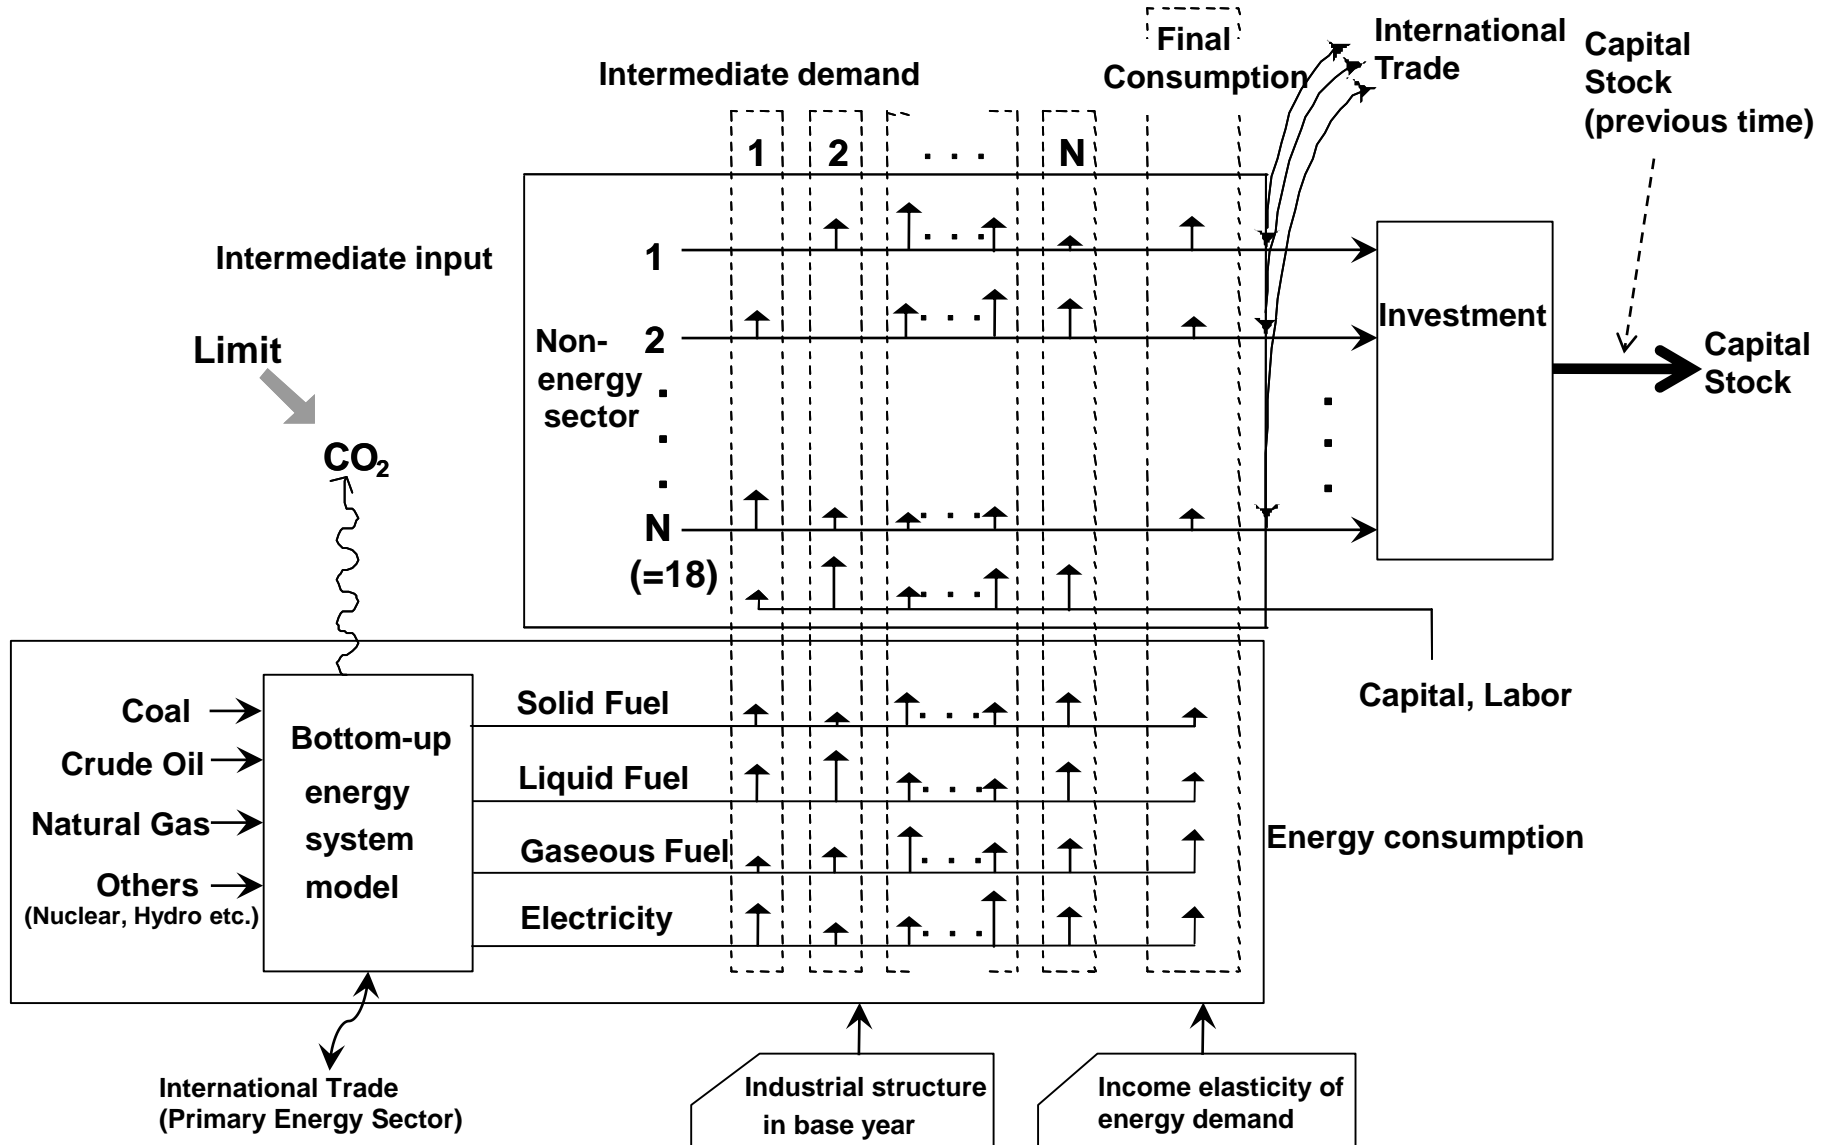 Final
Consumption
International
Trade
Capital
Stock
(previous time)
Intermediate demand
1 2 . . . N
Intermediate input
1
. . .
Non-
energy
sector
2
. . .
.
.
.
N
(=18)
. . .
. . .
Investment
.
.
.
Capital
Stock
Limit
CO₂
Capital, Labor
Coal
Crude Oil
Natural Gas
Others
(Nuclear, Hydro etc.)
Bottom-up
energy
system
model
Solid Fuel
. . .
Liquid Fuel
. . .
Gaseous Fuel
. . .
Electricity
. . .
Energy consumption
International Trade
(Primary Energy Sector)
Industrial structure
in base year
Income elasticity of
energy demand